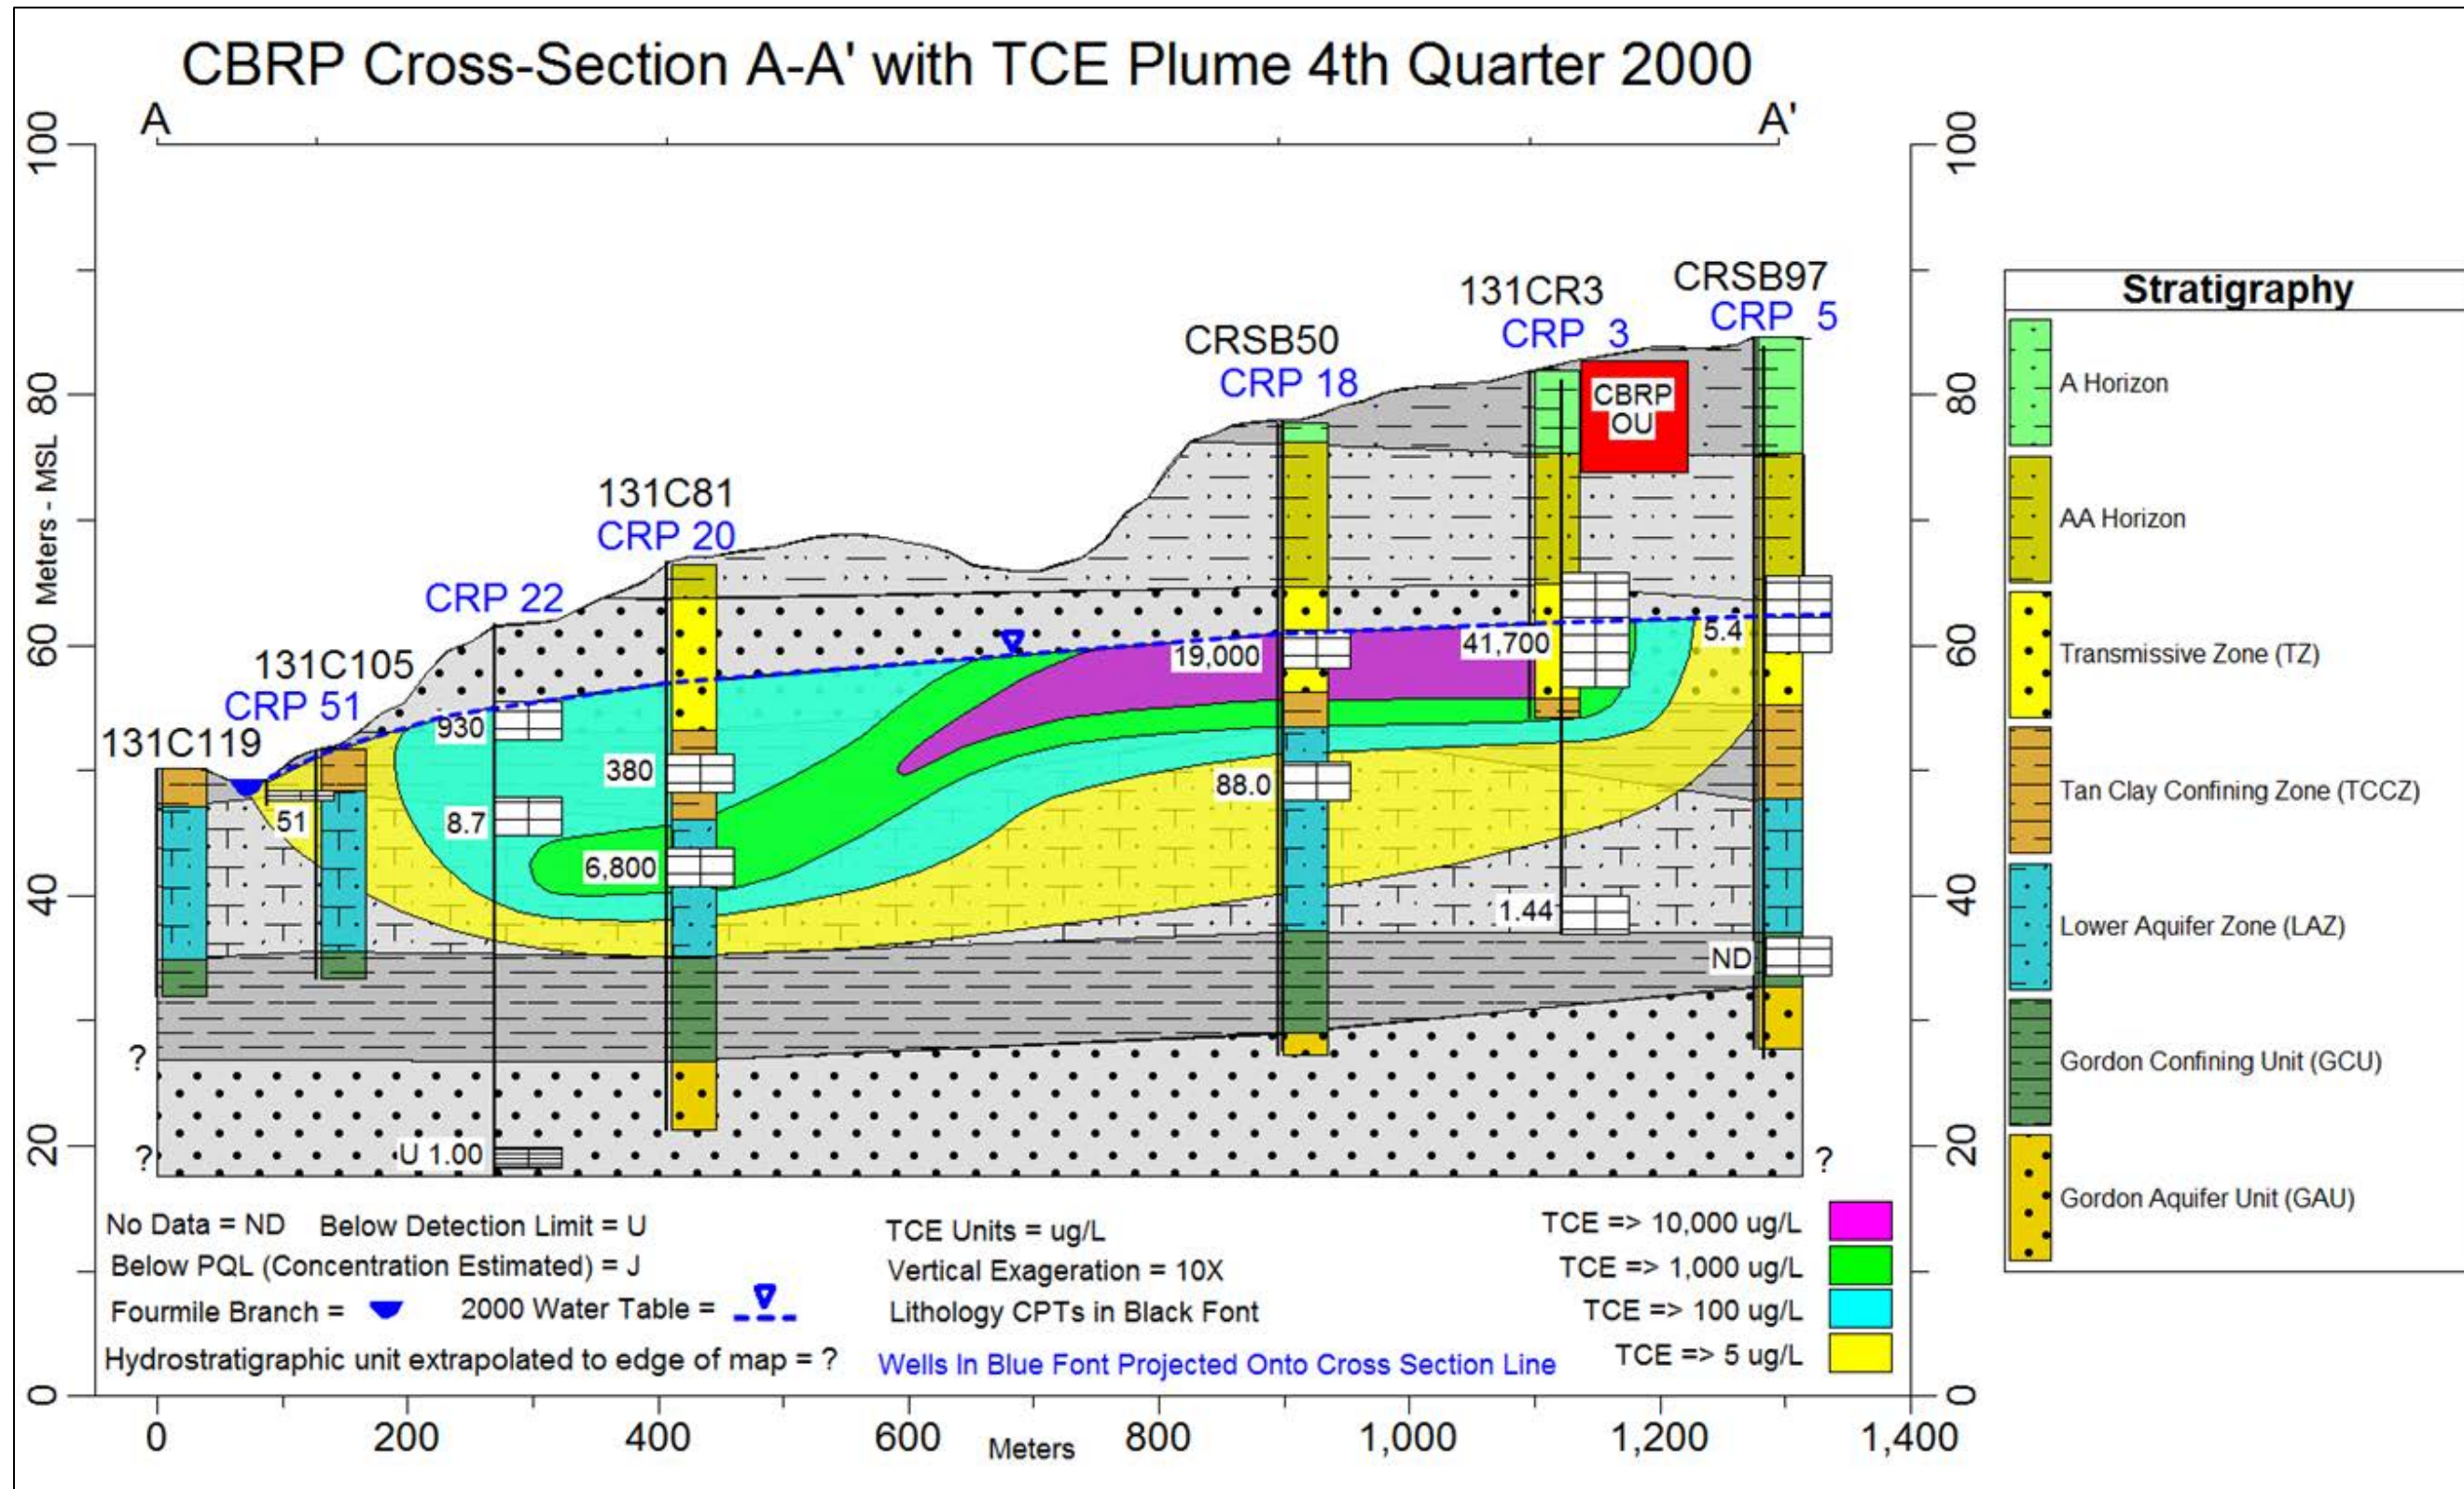 CBRP Cross-Section A-A' with TCE Plume 4th Quarter 2000
A
A'
100
80
60
40
20
0
Meters - MSL
100
80
60
40
20
0
CRSB97
CRP 5
131CR3
CRP 3
CBRP
OU
CRSB50
CRP 18
131C81
CRP 20
CRP 22
131C105
CRP 51
131C119
5.4
41,700
19,000
930
380
88.0
8.7
51
6,800
1.44
ND
U 1.00
?
?
?
Stratigraphy
A Horizon
AA Horizon
Transmissive Zone (TZ)
Tan Clay Confining Zone (TCCZ)
Lower Aquifer Zone (LAZ)
Gordon Confining Unit (GCU)
Gordon Aquifer Unit (GAU)
No Data = ND Below Detection Limit = U
Below PQL (Concentration Estimated) = J
Fourmile Branch = 2000 Water Table =
Hydrostratigraphic unit extrapolated to edge of map = ?
TCE Units = ug/L
Vertical Exageration = 10X
Lithology CPTs in Black Font
Wells In Blue Font Projected Onto Cross Section Line
TCE => 10,000 ug/L
TCE => 1,000 ug/L
TCE => 100 ug/L
TCE => 5 ug/L
0 200 400 600 800 1,000 1,200 1,400
Meters